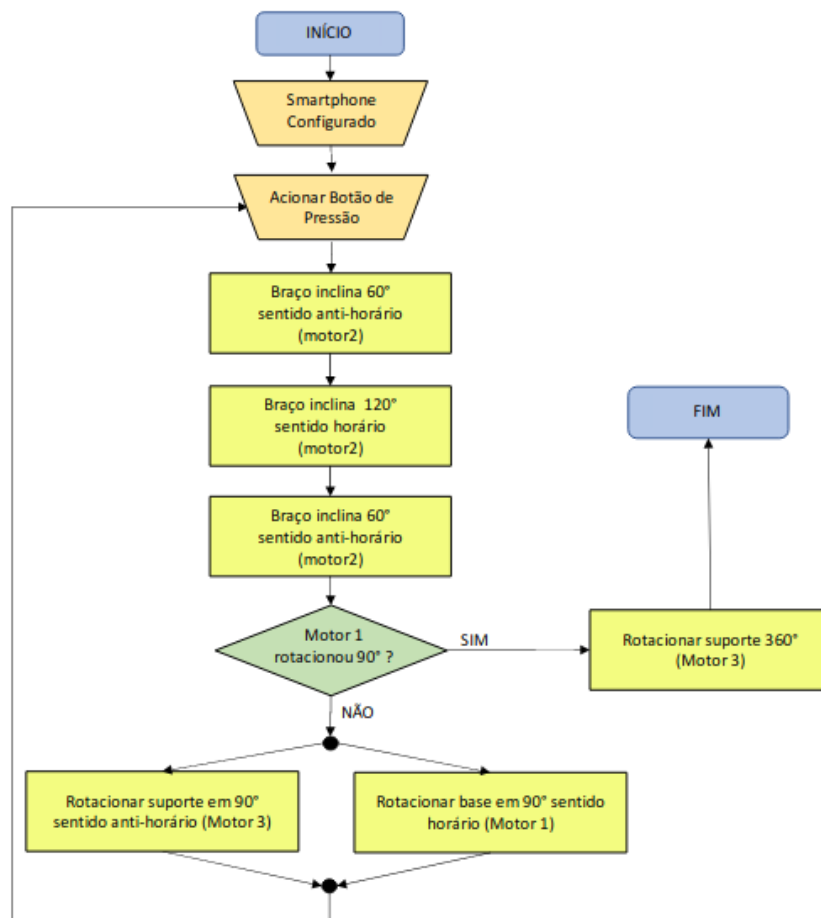 INÍCIO
Smartphone
Configurado
Acionar Botão de
Pressão
Braço inclina 60°
sentido anti-horário
(motor2)
Braço inclina 120°
sentido horário
(motor2)
Braço inclina 60°
sentido anti-horário
(motor2)
FIM
Motor 1
rotacionou 90° ?
SIM
Rotacionar suporte 360°
(Motor 3)
NÃO
Rotacionar suporte em 90°
sentido anti-horário (Motor 3)
Rotacionar base em 90° sentido
horário (Motor 1)